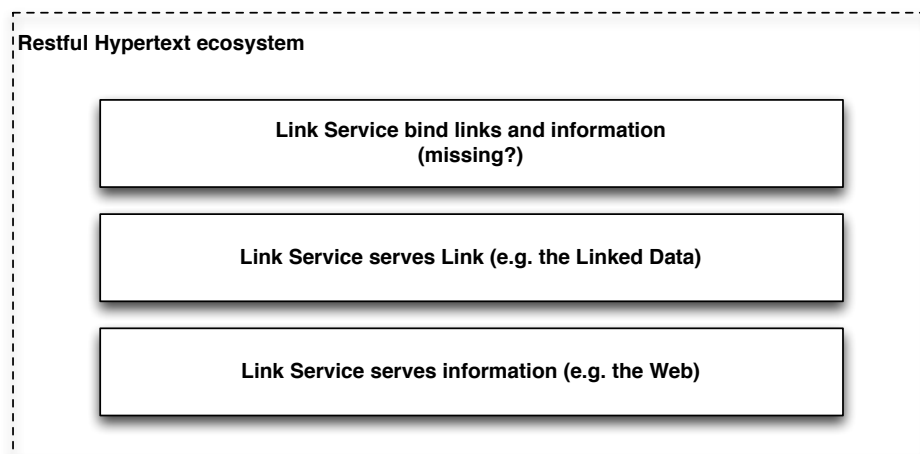 Restful Hypertext ecosystem
Link Service bind links and information
(missing?)
Link Service serves Link (e.g. the Linked Data)
Link Service serves information (e.g. the Web)